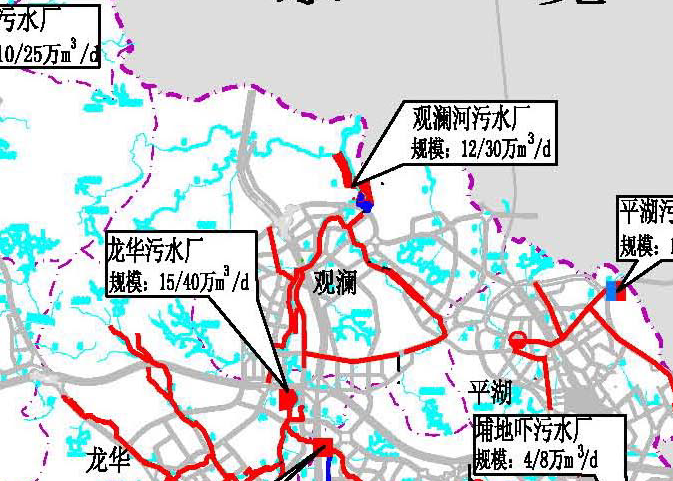 污水厂
10/25万m³/d
观澜河污水厂
规模：12/30万m³/d
平湖污
规模：1
龙华污水厂
规模：15/40万m³/d
观澜
平湖
埔地吓污水厂
规模：4/8万m³/d
龙华